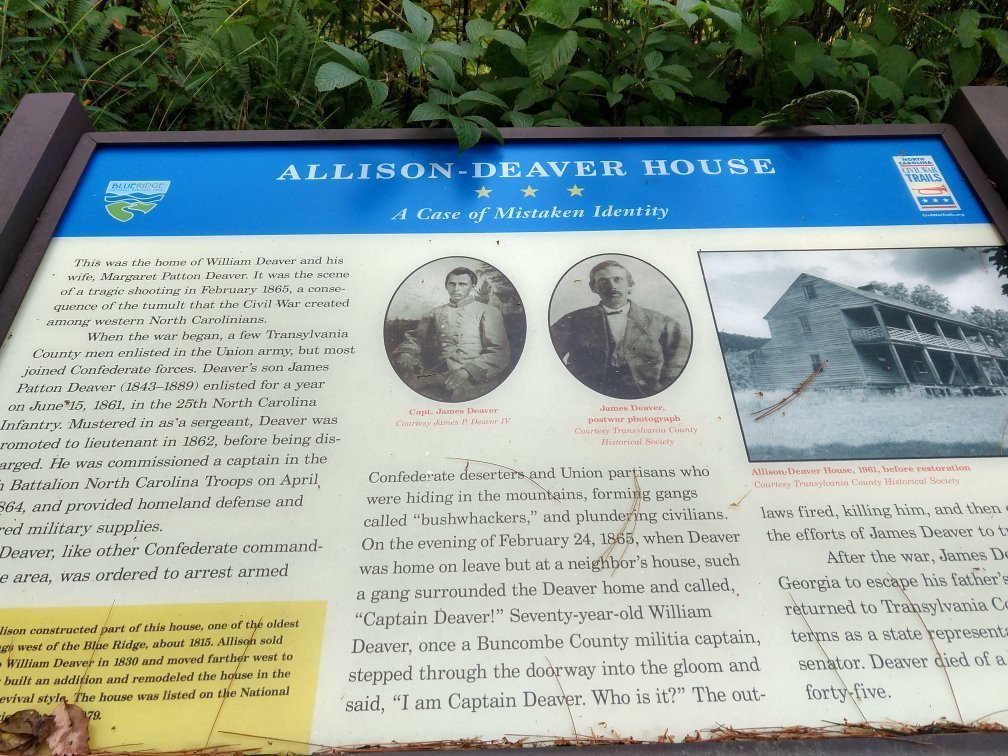 ALLISON-DEAVER HOUSE
A Case of Mistaken Identity
BLUE RIDGE
NORTH CAROLINA
CIVIL WAR
TRAILS
CivilWarTrails.org
This was the home of William Deaver and his
wife, Margaret Patton Deaver. It was the scene
of a tragic shooting in February 1865, a conse-
quence of the tumult that the Civil War created
among western North Carolinians.
When the war began, a few Transylvania
County men enlisted in the Union army, but most
joined Confederate forces. Deaver's son James
Patton Deaver (1843–1889) enlisted for a year
on June 15, 1861, in the 25th North Carolina
Infantry. Mustered in as a sergeant, Deaver was
romoted to lieutenant in 1862, before being dis-
arged. He was commissioned a captain in the
h Battalion North Carolina Troops on April
864, and provided homeland defense and
red military supplies.
Deaver, like other Confederate command-
e area, was ordered to arrest armed
lison constructed part of this house, one of the oldest
gs west of the Blue Ridge, about 1815. Allison sold
o William Deaver in 1830 and moved farther west to
built an addition and remodeled the house in the
evival style. The house was listed on the National
79.
Capt. James Deaver
Courtesy James P. Deavor IV
James Deaver,
postwar photograph
Courtesy Transylvania County
Historical Society
Confederate deserters and Union partisans who
were hiding in the mountains, forming gangs
called "bushwhackers," and plundering civilians.
On the evening of February 24, 1865, when Deaver
was home on leave but at a neighbor's house, such
a gang surrounded the Deaver home and called,
"Captain Deaver!" Seventy-year-old William
Deaver, once a Buncombe County militia captain,
stepped through the doorway into the gloom and
said, "I am Captain Deaver. Who is it?" The out-
Allison-Deaver House, 1961, before restoration
Courtesy Transylvania County Historical Society
laws fired, killing him, and then
the efforts of James Deaver to
After the war, James De
Georgia to escape his father's
returned to Transylvania Co
terms as a state represent
senator. Deaver died of a
forty-five.